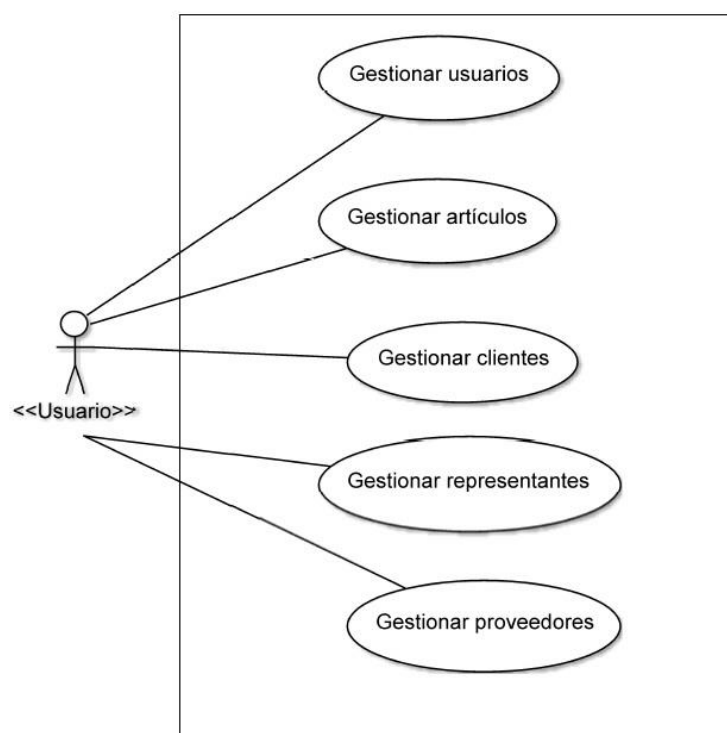 Gestionar usuarios
Gestionar artículos
Gestionar clientes
<<Usuario>>
Gestionar representantes
Gestionar proveedores